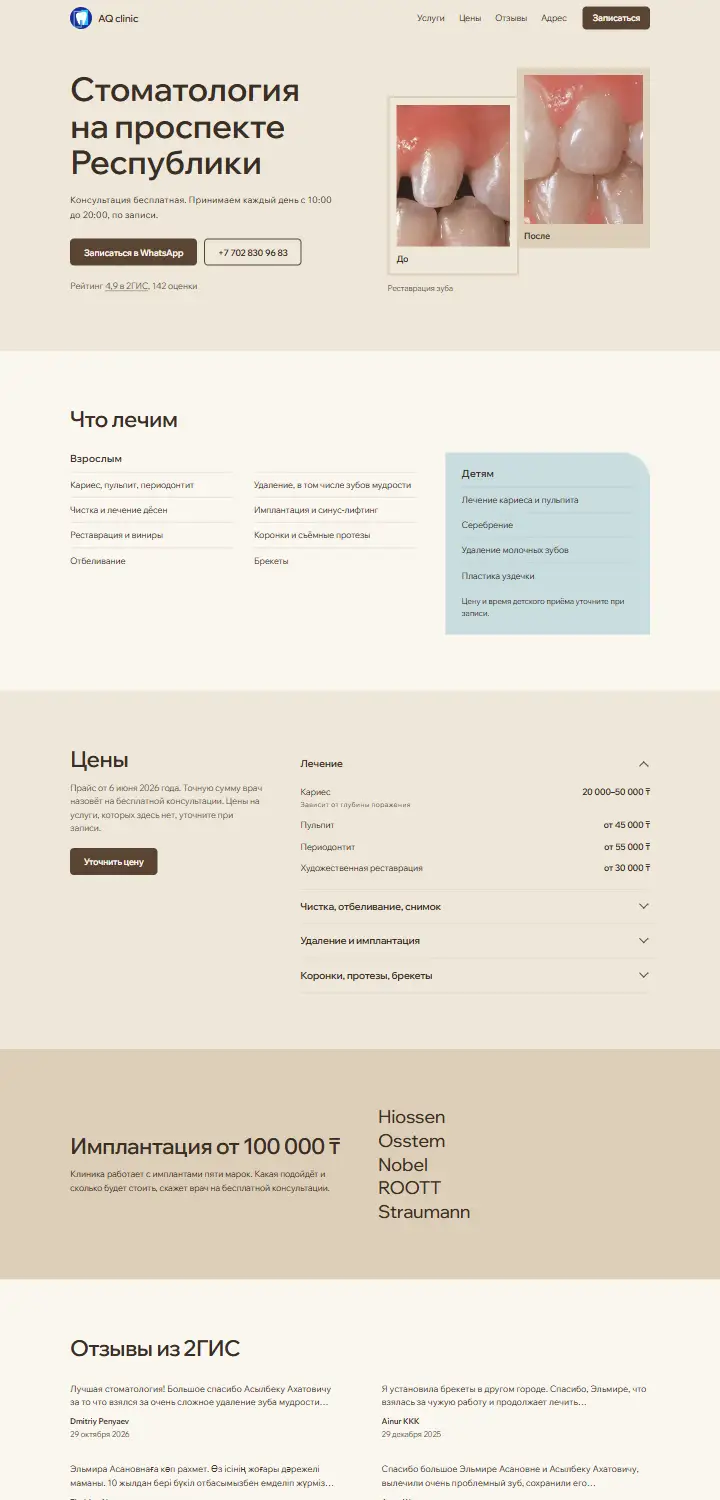 AQ clinic
Услуги Цены Отзывы Адрес Записаться
Стоматология
на проспекте
Республики
Консультация бесплатная. Принимаем каждый день с 10:00
до 20:00, по записи.
Записаться в WhatsApp +7 702 830 96 83
Рейтинг 4,9 в 2ГИС, 142 оценки
До
После
Реставрация зуба
Что лечим
Взрослым
Кариес, пульпит, периодонтит
Чистка и лечение дёсен
Реставрация и виниры
Отбеливание
Удаление, в том числе зубов мудрости
Имплантация и синус-лифтинг
Коронки и съёмные протезы
Брекеты
Детям
Лечение кариеса и пульпита
Серебрение
Удаление молочных зубов
Пластика уздечки
Цену и время детского приёма уточните при
записи.
Цены
Прайс от 6 июня 2026 года. Точную сумму врач
назовёт на бесплатной консультации. Цены на
услуги, которых здесь нет, уточните при
записи.
Уточнить цену
Лечение
Кариес 20 000–50 000 ₸
Зависит от глубины поражения
Пульпит от 45 000 ₸
Периодонтит от 55 000 ₸
Художественная реставрация от 30 000 ₸
Чистка, отбеливание, снимок
Удаление и имплантация
Коронки, протезы, брекеты
Имплантация от 100 000 ₸
Клиника работает с имплантами пяти марок. Какая подойдёт и
сколько будет стоить, скажет врач на бесплатной консультации.
Hiossen
Osstem
Nobel
ROOTT
Straumann
Отзывы из 2ГИС
Лучшая стоматология! Большое спасибо Асылбеку Ахатовичу
за то что взялся за очень сложное удаление зуба мудрости…
Dmitriy Penyaev
29 октября 2026
Я установила брекеты в другом городе. Спасибо, Эльмире, что
взялась за чужую работу и продолжает лечить…
Ainur KKK
29 декабря 2025
Эльмира Асановнаға көп рахмет. Өз ісінің жоғары дәрежелі
маманы. 10 жылдан бері бүкіл отбасымызбен емделіп жүрміз…
Спасибо большое Эльмире Асановне и Асылбеку Ахатовичу,
вылечили очень проблемный зуб, сохранили его…